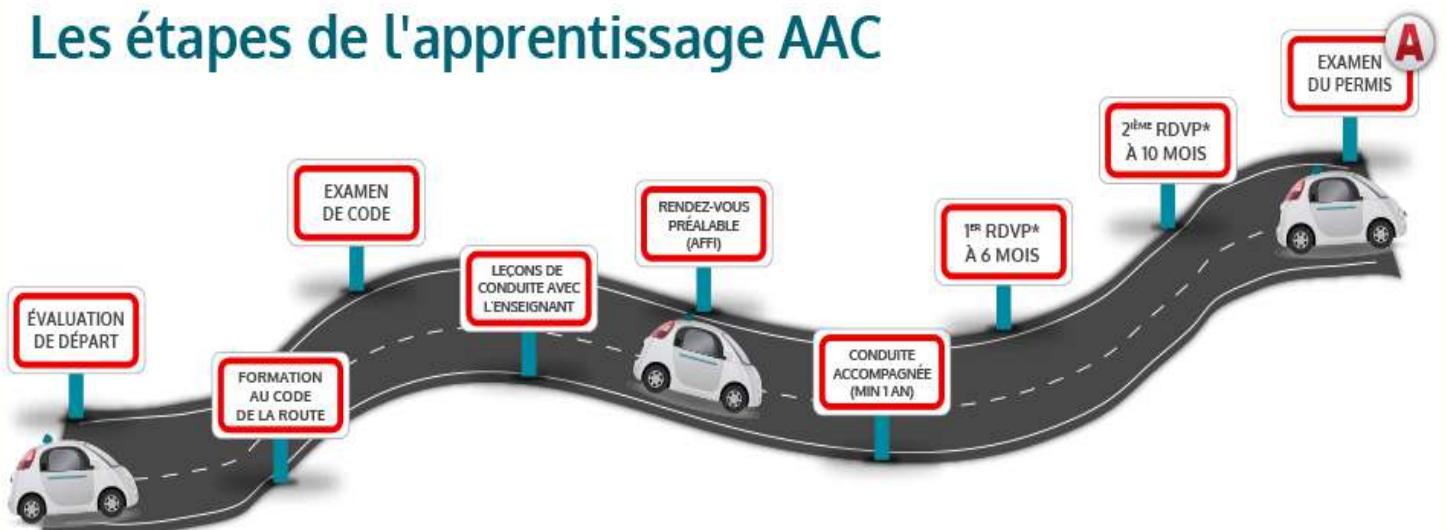 Les étapes de l'apprentissage AAC
ÉVALUATION
DE DÉPART
FORMATION
AU CODE
DE LA ROUTE
EXAMEN
DE CODE
LEÇONS DE
CONDUITE AVEC
L'ENSEIGNANT
RENDEZ-VOUS
PRÉALABLE
(AFFI)
CONDUITE
ACCOMPAGNÉE
(MIN 1 AN)
1ER RDVP*
À 6 MOIS
2IÈME RDVP*
À 10 MOIS
EXAMEN
DU PERMIS
A